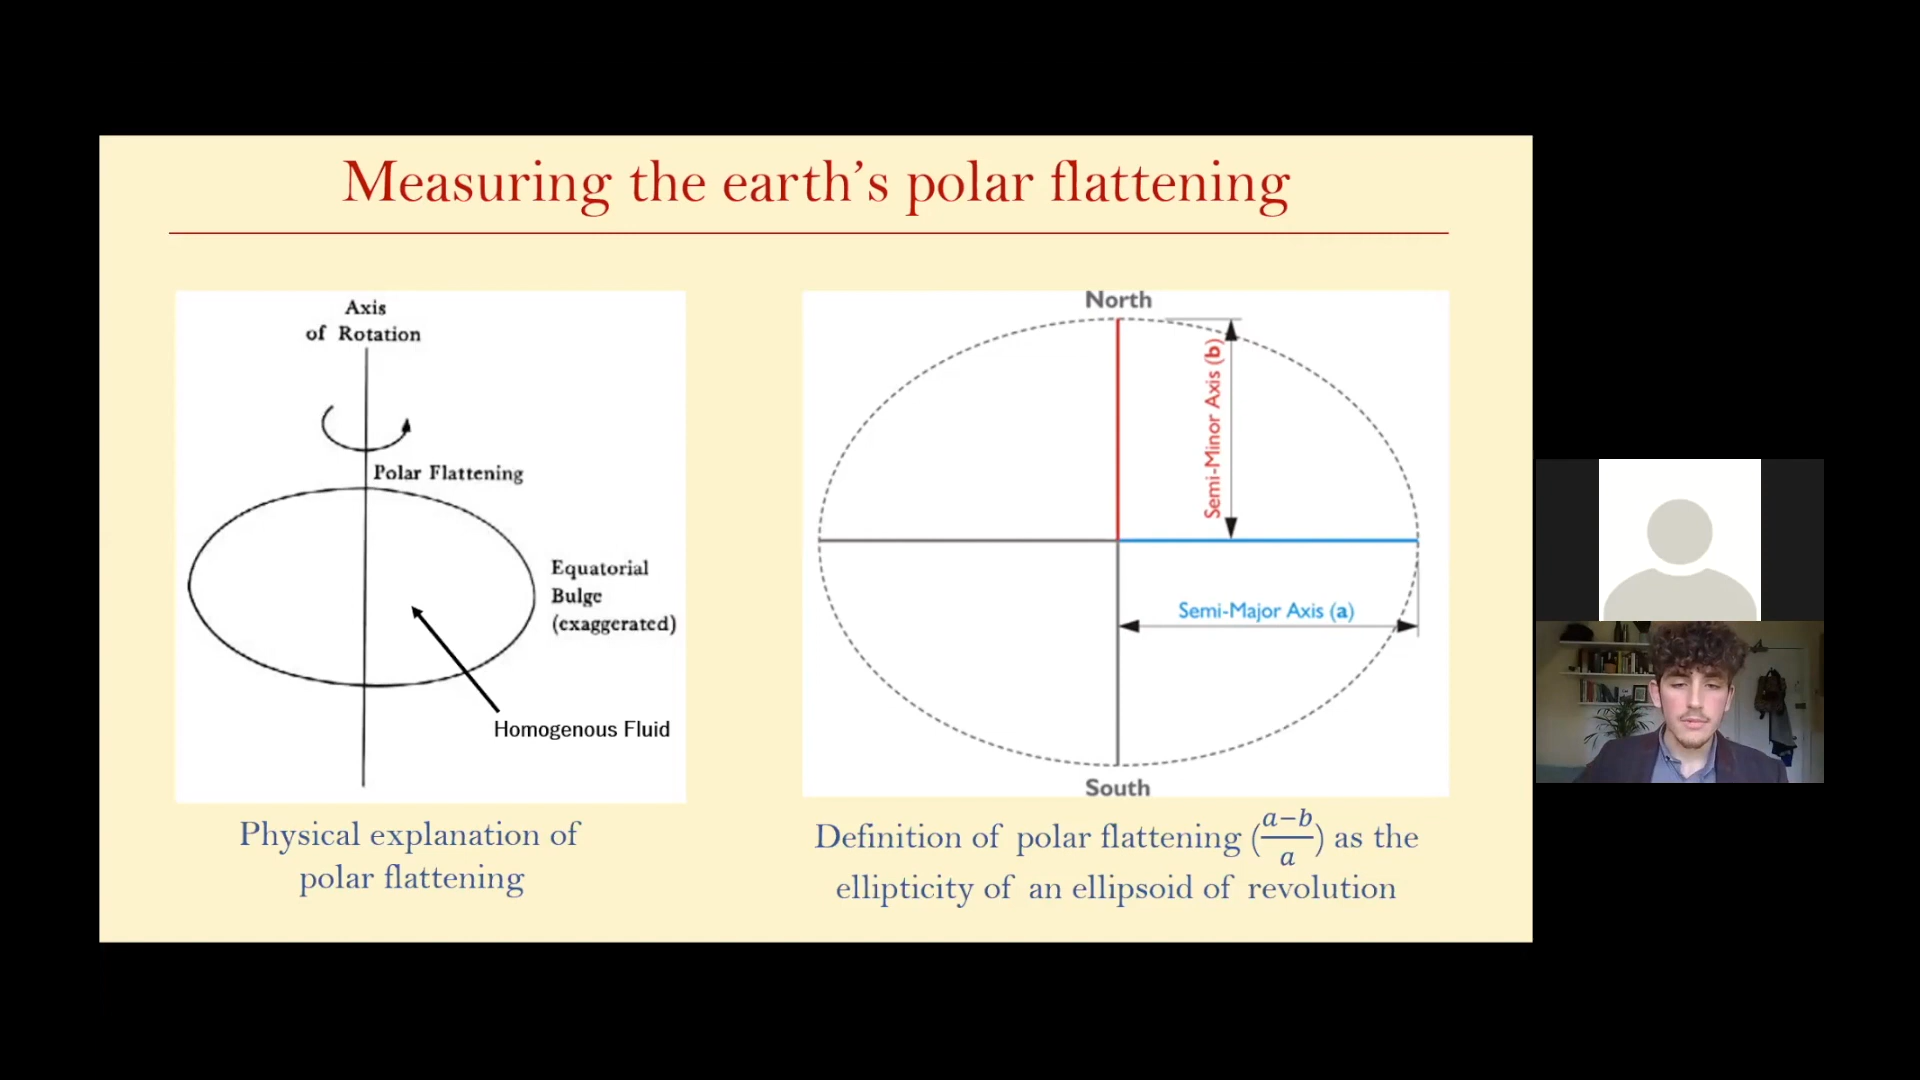 Measuring the earth's polar flattening
Axis
of Rotation
Polar Flattening
Equatorial
Bulge
(exaggerated)
Homogenous Fluid
Physical explanation of
polar flattening
North
Semi-Minor Axis (b)
Semi-Major Axis (a)
South
Definition of polar flattening (a−b/a) as the
ellipticity of an ellipsoid of revolution